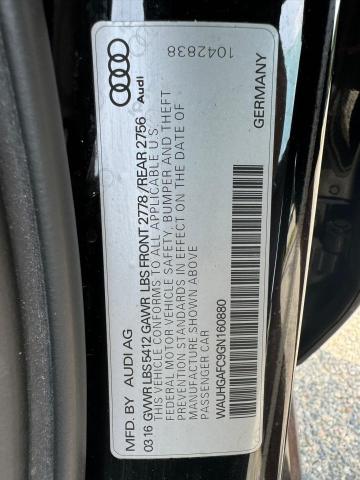 MFD. BY AUDI AG
0316 GVWR LBS5412 GAWR LBS FRONT 2778 /REAR 2756
THIS VEHICLE CONFORMS TO ALL APPLICABLE U.S.
FEDERAL MOTOR VEHICLE SAFETY, BUMPER AND THEFT
PREVENTION STANDARDS IN EFFECT ON THE DATE OF
MANUFACTURE SHOWN ABOVE
PASSENGER CAR
WAUHGAFC9GN160880
GERMANY
Audi
1042838